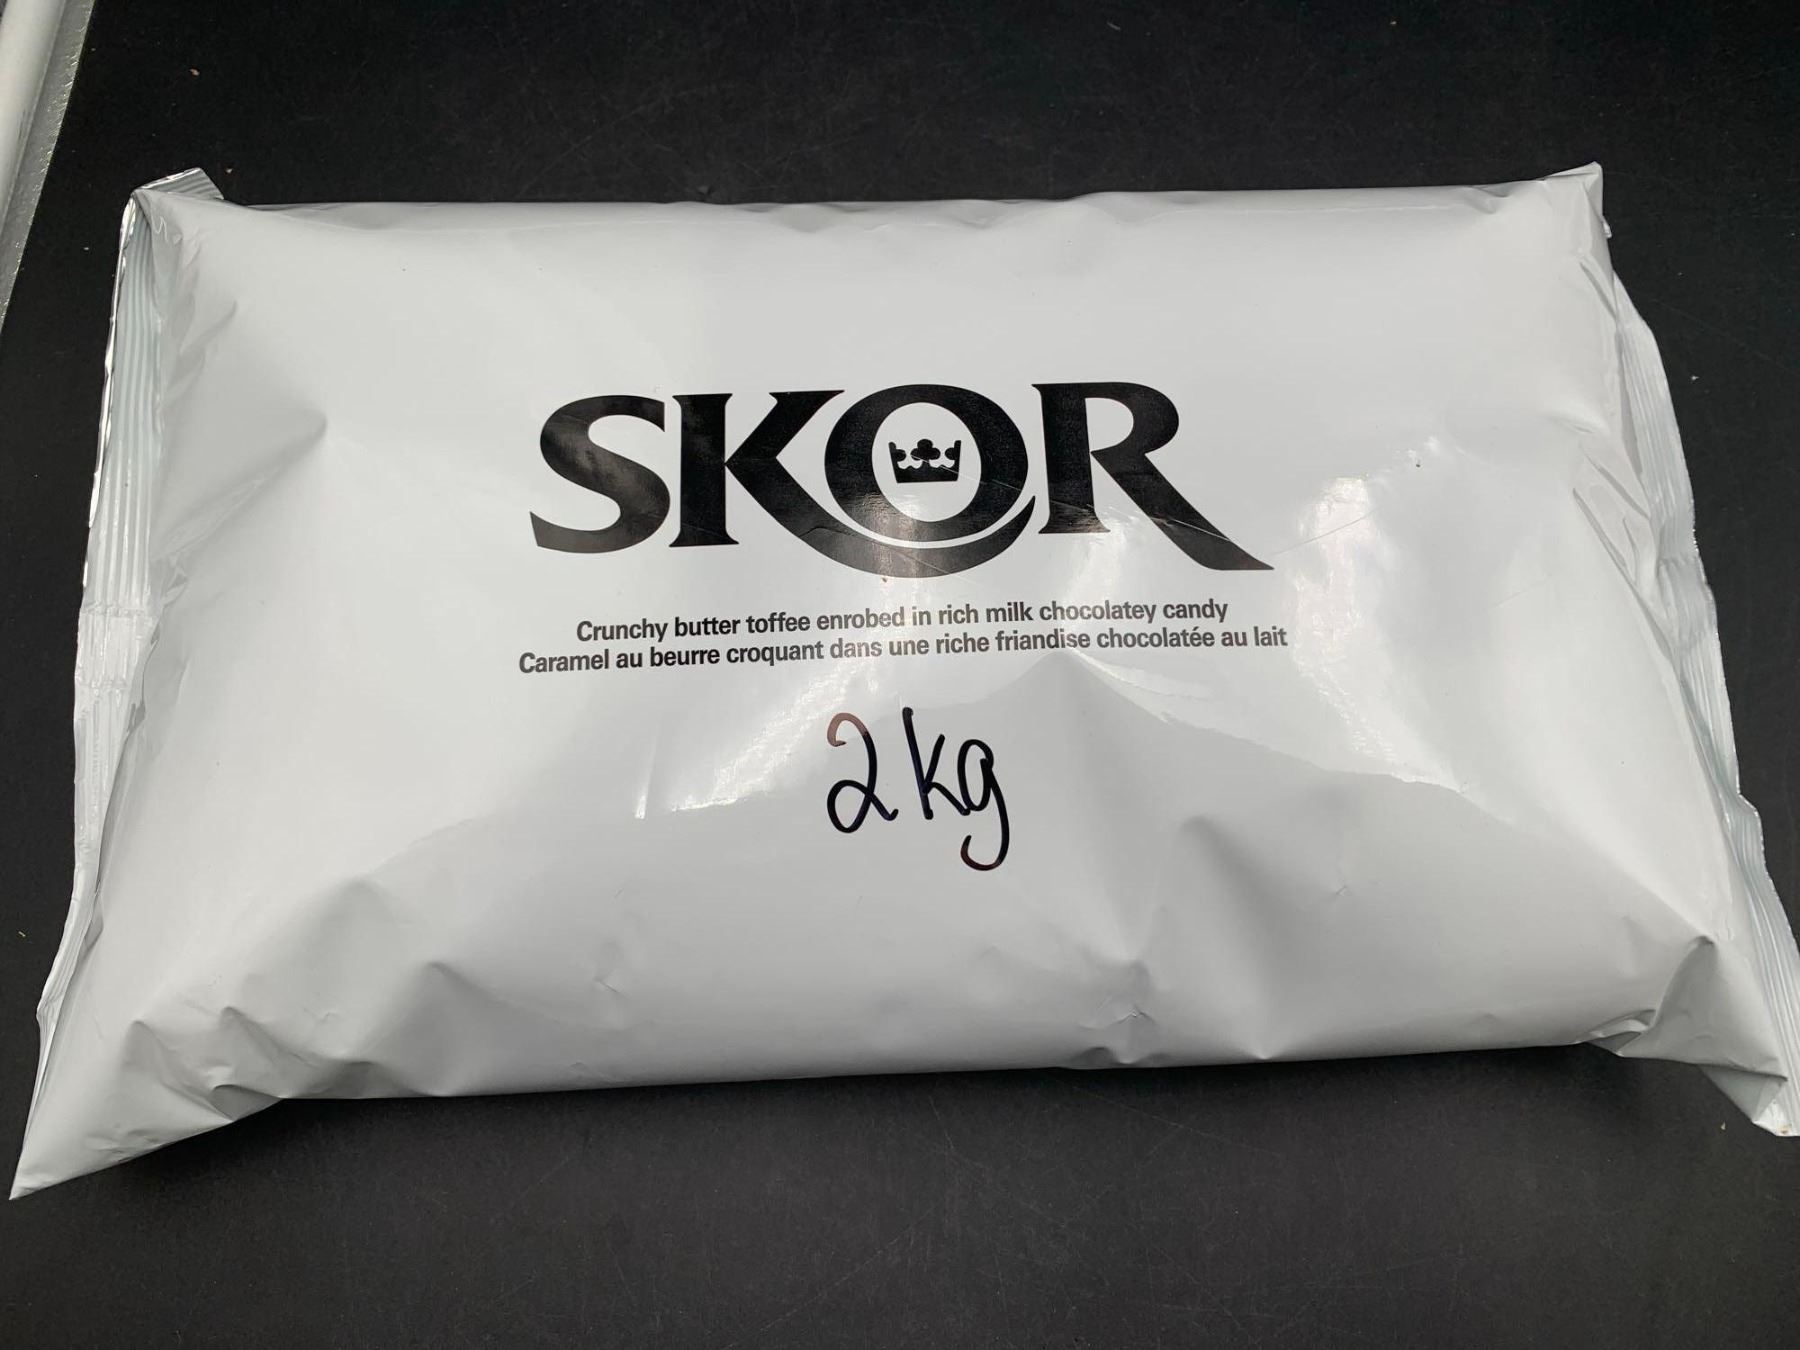 SKOR
Crunchy butter toffee enrobed in rich milk chocolatey candy
Caramel au beurre croquant dans une riche friandise chocolatée au lait
2kg